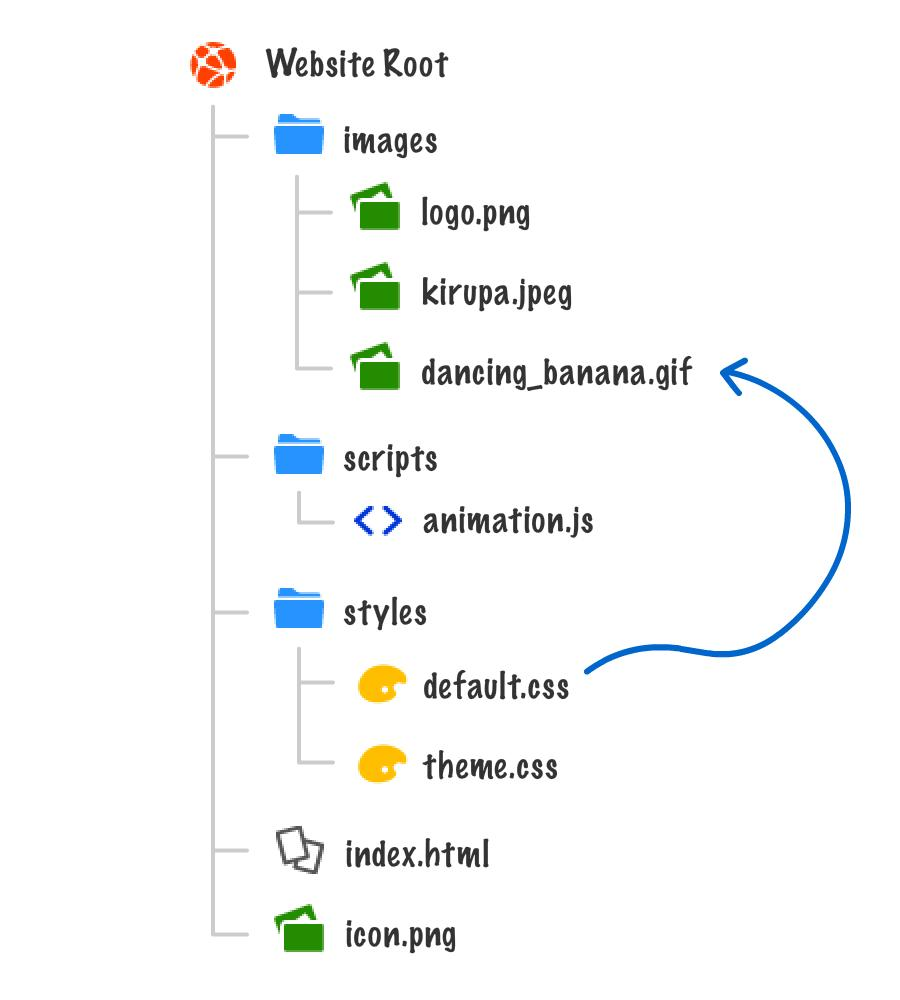 Website Root
images
logo.png
kirupa.jpeg
dancing_banana.gif
scripts
animation.js
styles
default.css
theme.css
index.html
icon.png